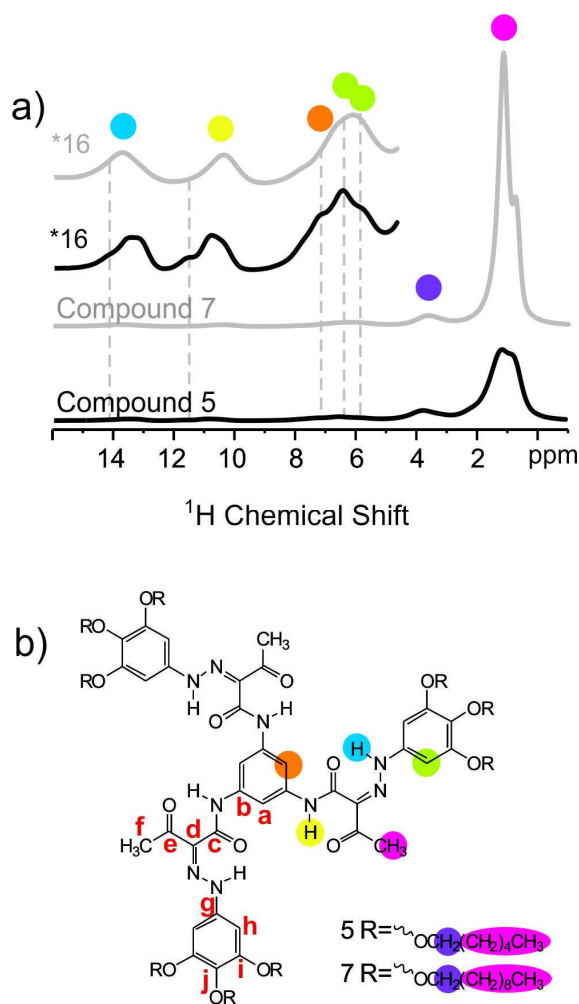 a)
*16
*16
Compound 7
Compound 5
14 12 10 8 6 4 2 ppm
¹H Chemical Shift
b)
OR
RO
RO
N
H
N
CH₃
O
O
N
H
OR
OR
OR
H
N
N
O
N
H
O
CH₃
H
N
b
a
O
f
H₃C
e
d
c
O
N
N
H
g
h
i
j
RO
OR
OR
5 R= OCH₂(CH₂)₄CH₃
7 R= OCH₂(CH₂)₈CH₃